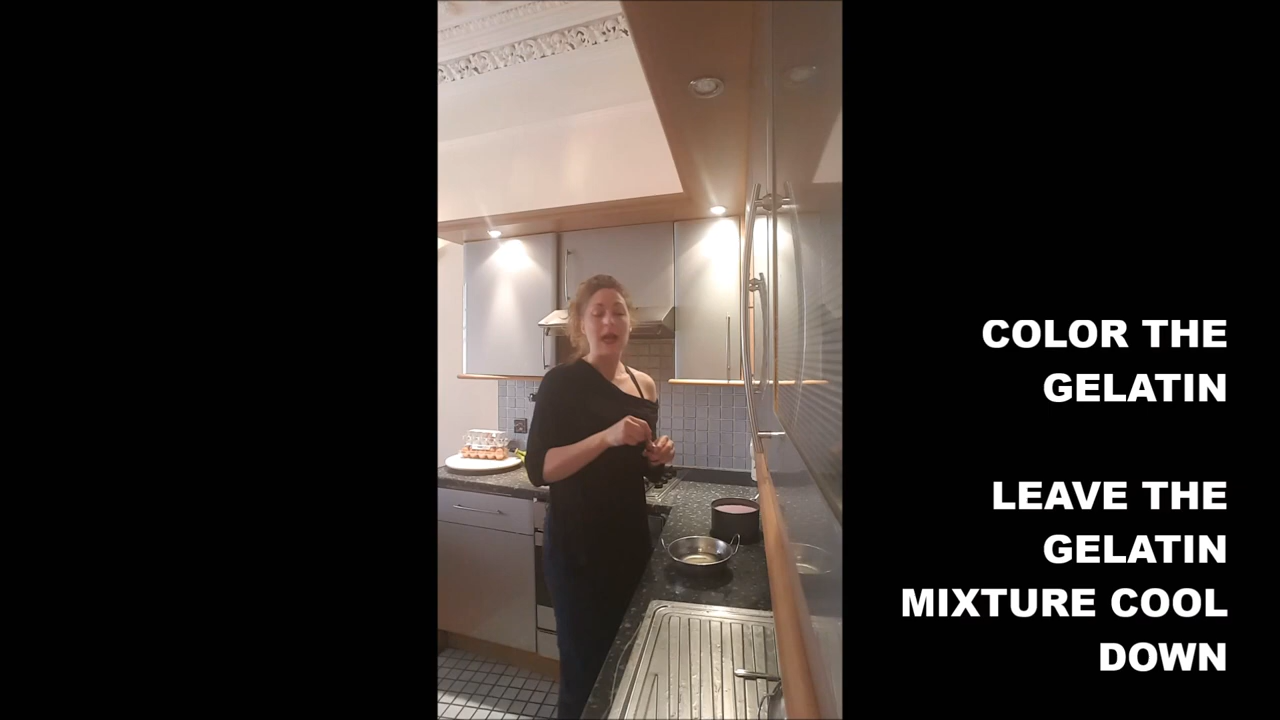 COLOR THE
GELATIN
LEAVE THE
GELATIN
MIXTURE COOL
DOWN